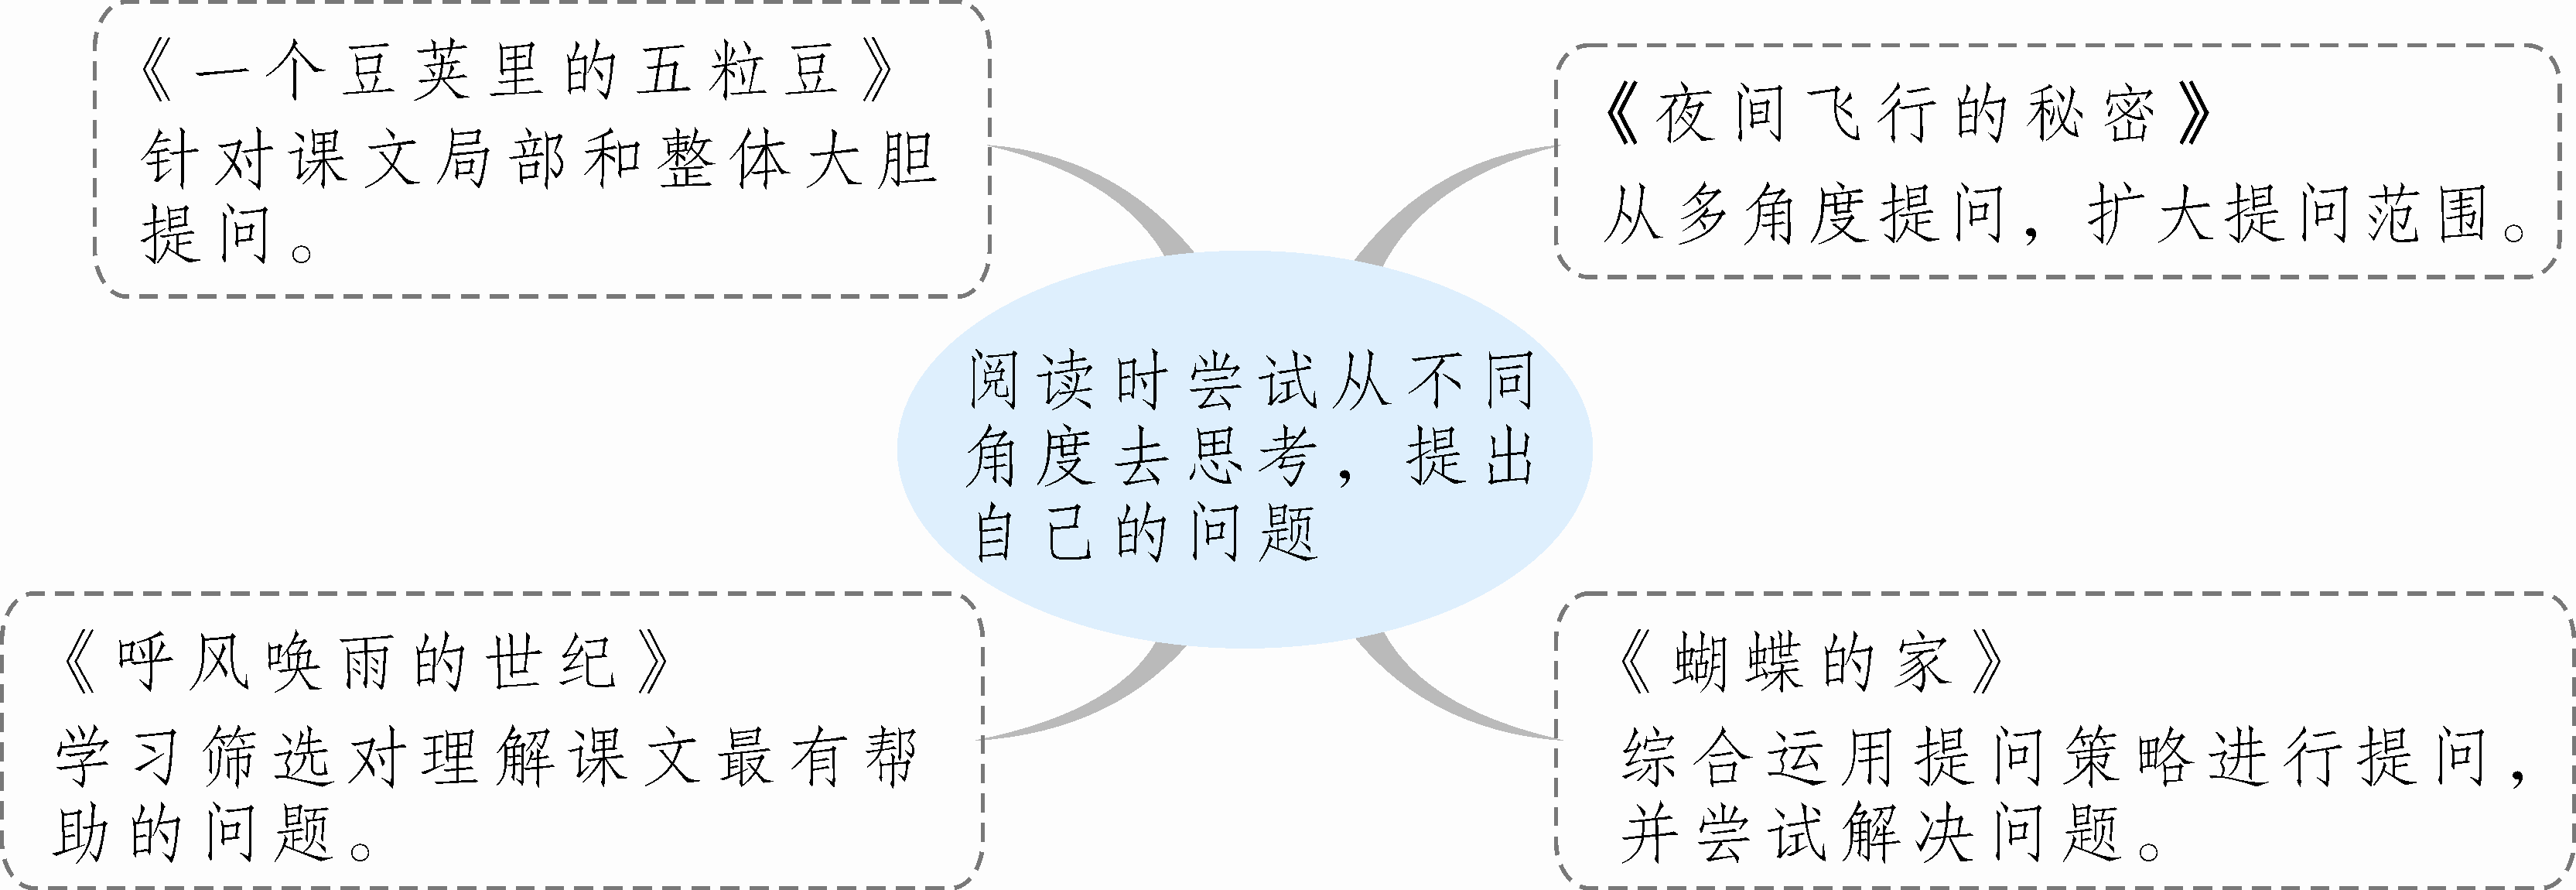 《一个豆荚里的五粒豆》
针对课文局部和整体大胆
提问。
《夜间飞行的秘密》
从多角度提问，扩大提问范围。
阅读时尝试从不同
角度去思考，提出
自己的问题
《呼风唤雨的世纪》
学习筛选对理解课文最有帮
助的问题。
《蝴蝶的家》
综合运用提问策略进行提问，
并尝试解决问题。